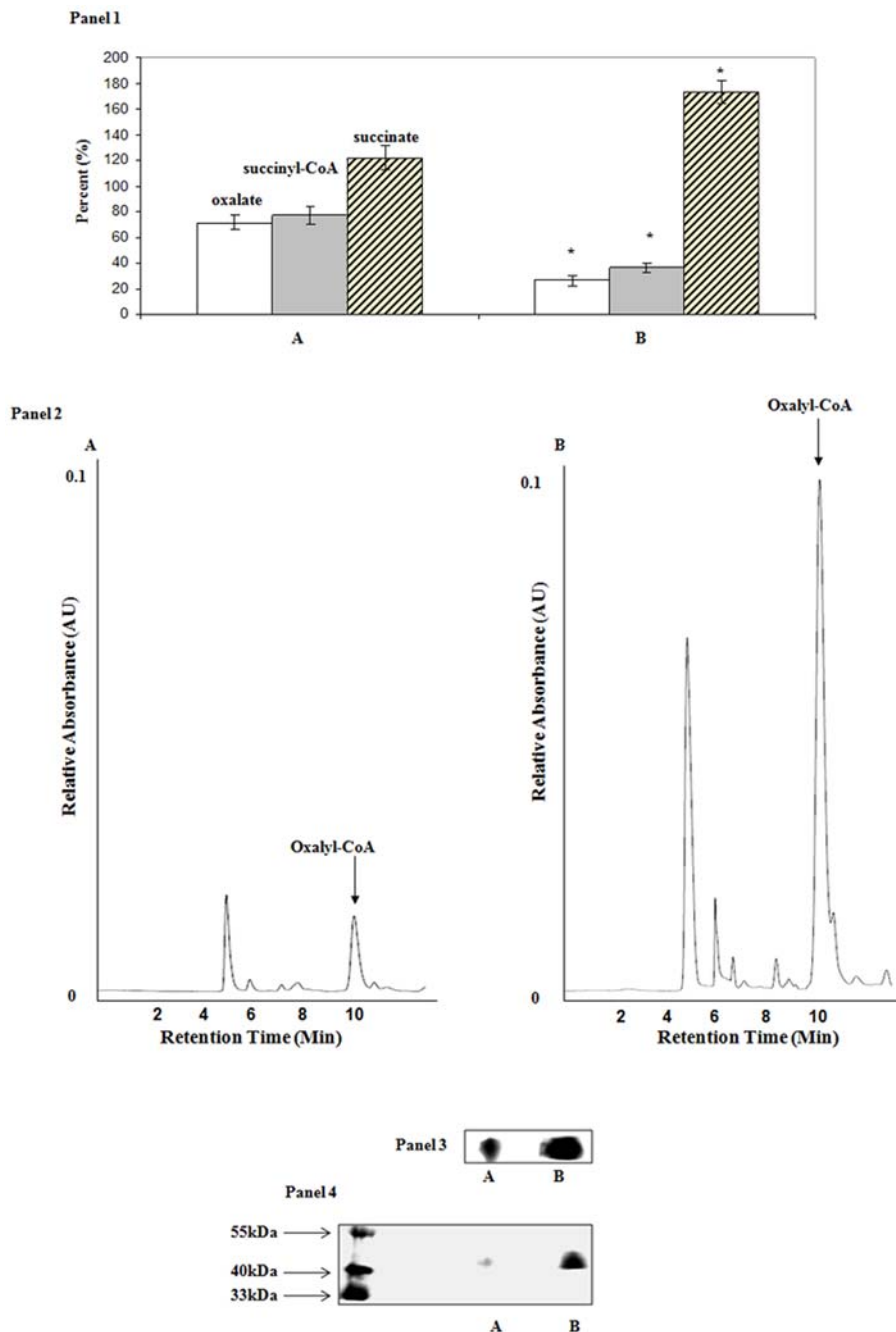 Panel 1
200
180
160
140
120
100
80
60
40
20
0
Percent (%)
oxalate
succinyl-CoA
succinate
*
*
*
A
B
Panel 2
A
0.1
0
Relative Absorbance (AU)
Oxalyl-CoA
2 4 6 8 10
Retention Time (Min)
B
0.1
0
Relative Absorbance (AU)
Oxalyl-CoA
2 4 6 8 10
Retention Time (Min)
Panel 3
A B
Panel 4
55kDa
40kDa
33kDa
A B